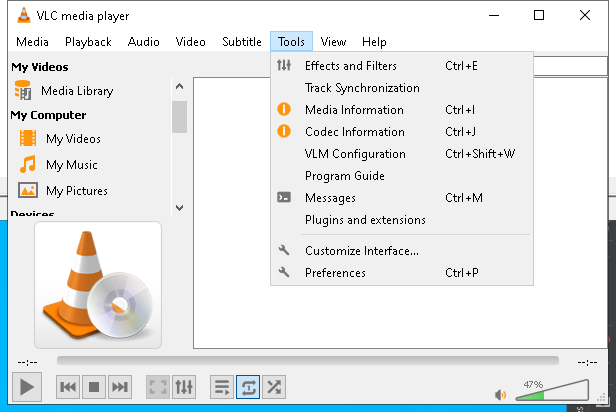 VLC media player
Media Playback Audio Video Subtitle Tools View Help
My Videos
Media Library
My Computer
My Videos
My Music
My Pictures
Devices
Effects and Filters Ctrl+E
Track Synchronization
Media Information Ctrl+I
Codec Information Ctrl+J
VLM Configuration Ctrl+Shift+W
Program Guide
Messages Ctrl+M
Plugins and extensions
Customize Interface...
Preferences Ctrl+P
--:-- --:--
47%